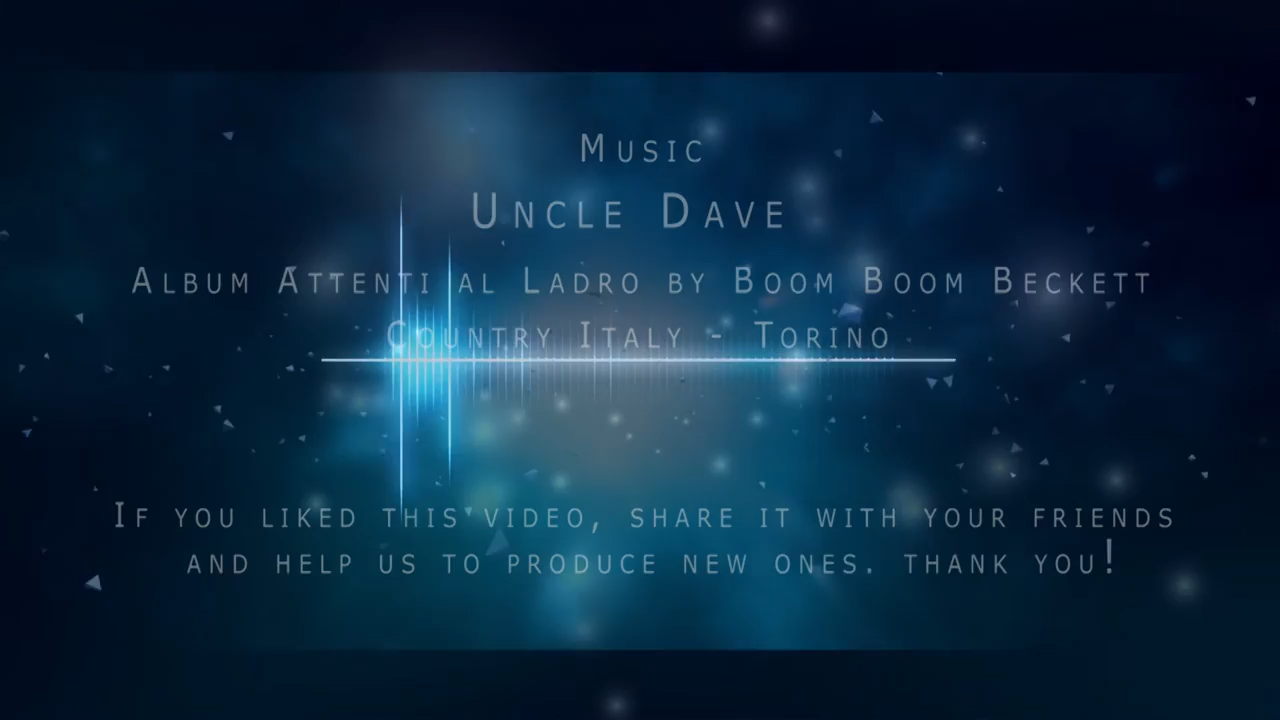 Music
Uncle Dave
Album Attenti al Ladro by Boom Boom Beckett
Country Italy - Torino
If you liked this video, share it with your friends
and help us to produce new ones. thank you!